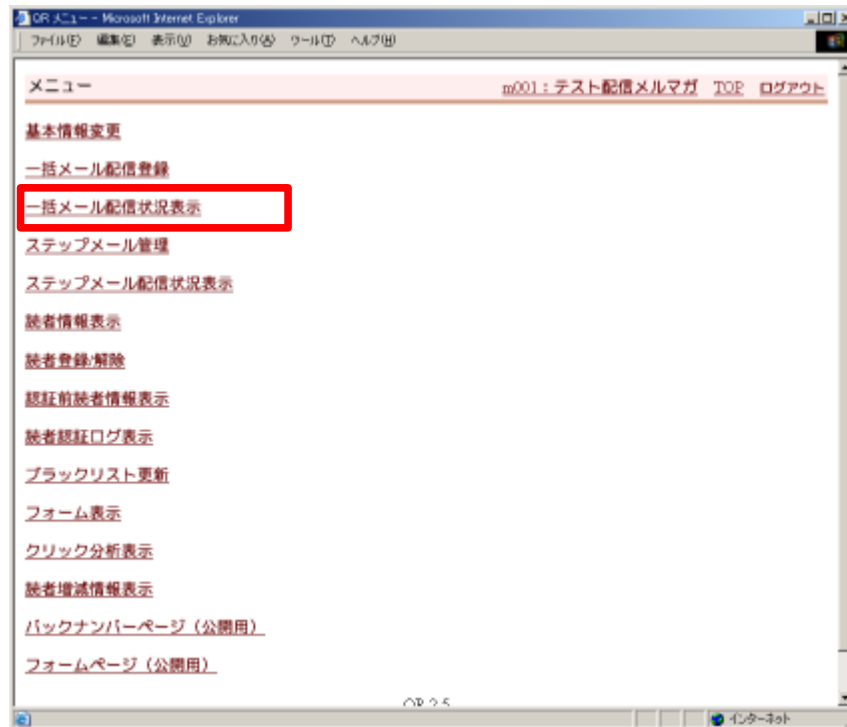 QR メニュー - Microsoft Internet Explorer
ファイル(F) 編集(E) 表示(V) お気に入り(A) ツール(T) ヘルプ(H)
メニュー m001:テスト配信メルマガ TOP ログアウト
基本情報変更
一括メール配信登録
一括メール配信状況表示
ステップメール管理
ステップメール配信状況表示
読者情報表示
読者登録/解除
認証前読者情報表示
読者認証ログ表示
ブラックリスト更新
フォーム表示
クリック分析表示
読者増減情報表示
バックナンバーページ(公開用)
フォームページ(公開用)
インターネット